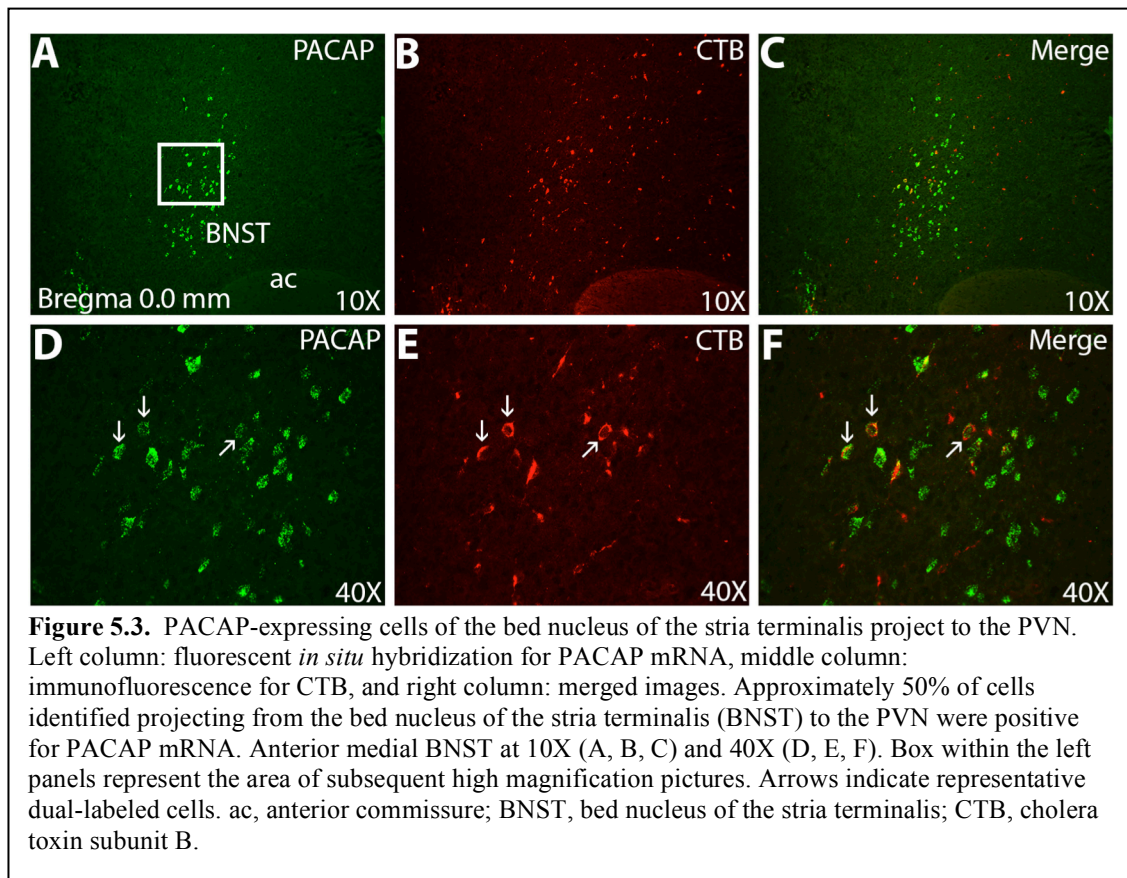 A PACAP
B CTB
C Merge
BNST
ac
Bregma 0.0 mm 10X
10X
10X
D PACAP
E CTB
F Merge
40X
40X
40X
Figure 5.3. PACAP-expressing cells of the bed nucleus of the stria terminalis project to the PVN.
Left column: fluorescent in situ hybridization for PACAP mRNA, middle column:
immunofluorescence for CTB, and right column: merged images. Approximately 50% of cells
identified projecting from the bed nucleus of the stria terminalis (BNST) to the PVN were positive
for PACAP mRNA. Anterior medial BNST at 10X (A, B, C) and 40X (D, E, F). Box within the left
panels represent the area of subsequent high magnification pictures. Arrows indicate representative
dual-labeled cells. ac, anterior commissure; BNST, bed nucleus of the stria terminalis; CTB, cholera
toxin subunit B.